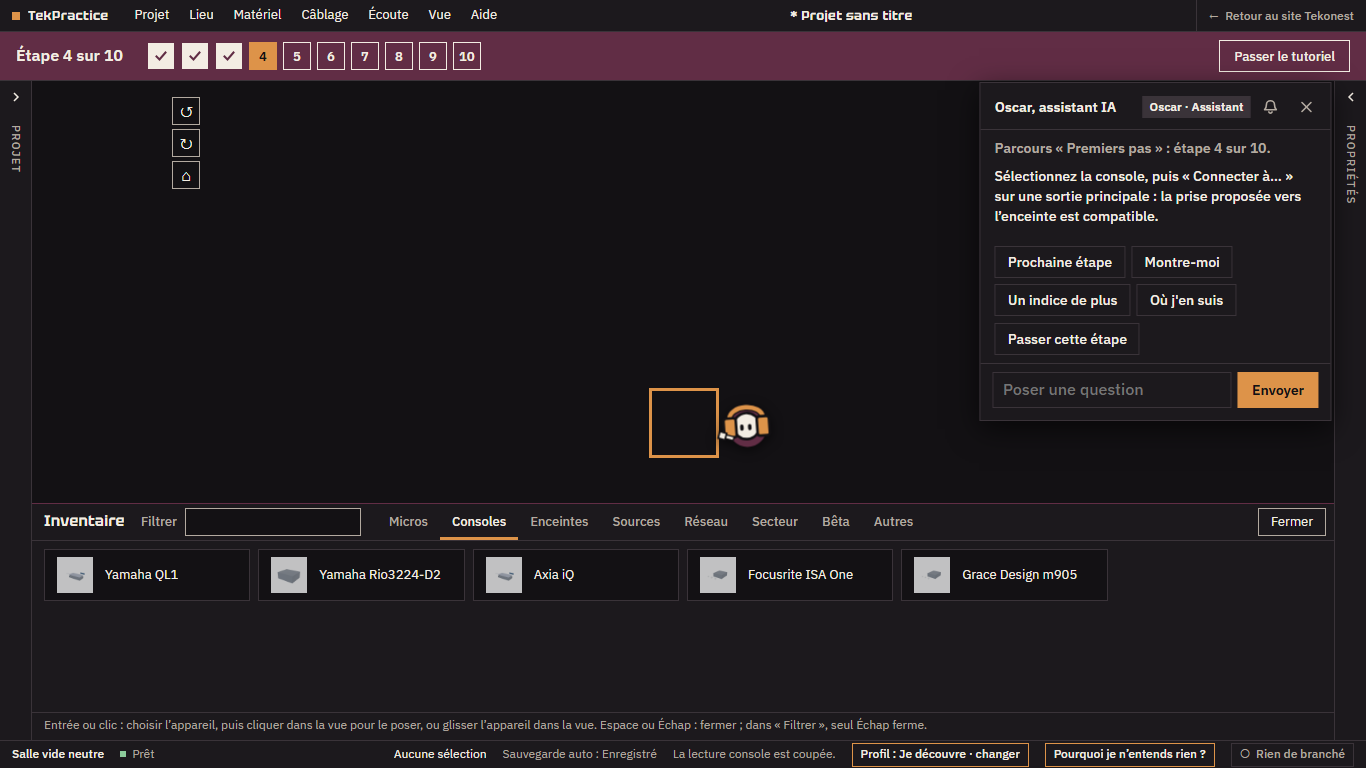 TekPractice Projet Lieu Matériel Câblage Écoute Vue Aide * Projet sans titre ← Retour au site Tekonest
Étape 4 sur 10 4 5 6 7 8 9 10 Passer le tutoriel
PROJET
PROPRIÉTÉS
Oscar, assistant IA Oscar · Assistant
Parcours « Premiers pas » : étape 4 sur 10.
Sélectionnez la console, puis « Connecter à... »
sur une sortie principale : la prise proposée vers
l'enceinte est compatible.
Prochaine étape Montre-moi
Un indice de plus Où j'en suis
Passer cette étape
Poser une question Envoyer
Inventaire Filtrer Micros Consoles Enceintes Sources Réseau Secteur Bêta Autres Fermer
Yamaha QL1 Yamaha Rio3224-D2 Axia iQ Focusrite ISA One Grace Design m905
Entrée ou clic : choisir l'appareil, puis cliquer dans la vue pour le poser, ou glisser l'appareil dans la vue. Espace ou Échap : fermer ; dans « Filtrer », seul Échap ferme.
Salle vide neutre Prêt Aucune sélection Sauvegarde auto : Enregistré La lecture console est coupée. Profil : Je découvre · changer Pourquoi je n'entends rien ? Rien de branché